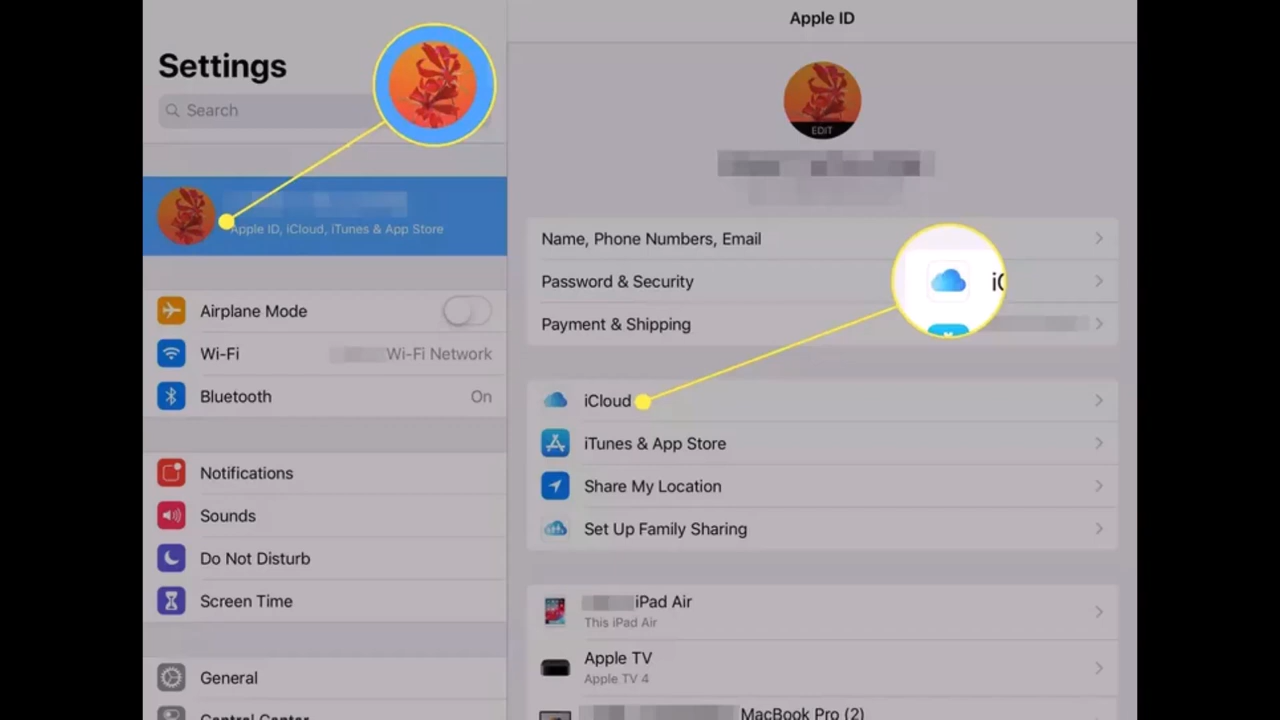 Settings
Search
Apple ID, iCloud, iTunes & App Store
Airplane Mode
Wi-Fi
Wi-Fi Network
Bluetooth
On
Notifications
Sounds
Do Not Disturb
Screen Time
General
Control Center
Apple ID
EDIT
Name, Phone Numbers, Email
Password & Security
Payment & Shipping
iC
iCloud
iTunes & App Store
Share My Location
Set Up Family Sharing
iPad Air
This iPad Air
Apple TV
Apple TV 4
MacBook Pro (2)